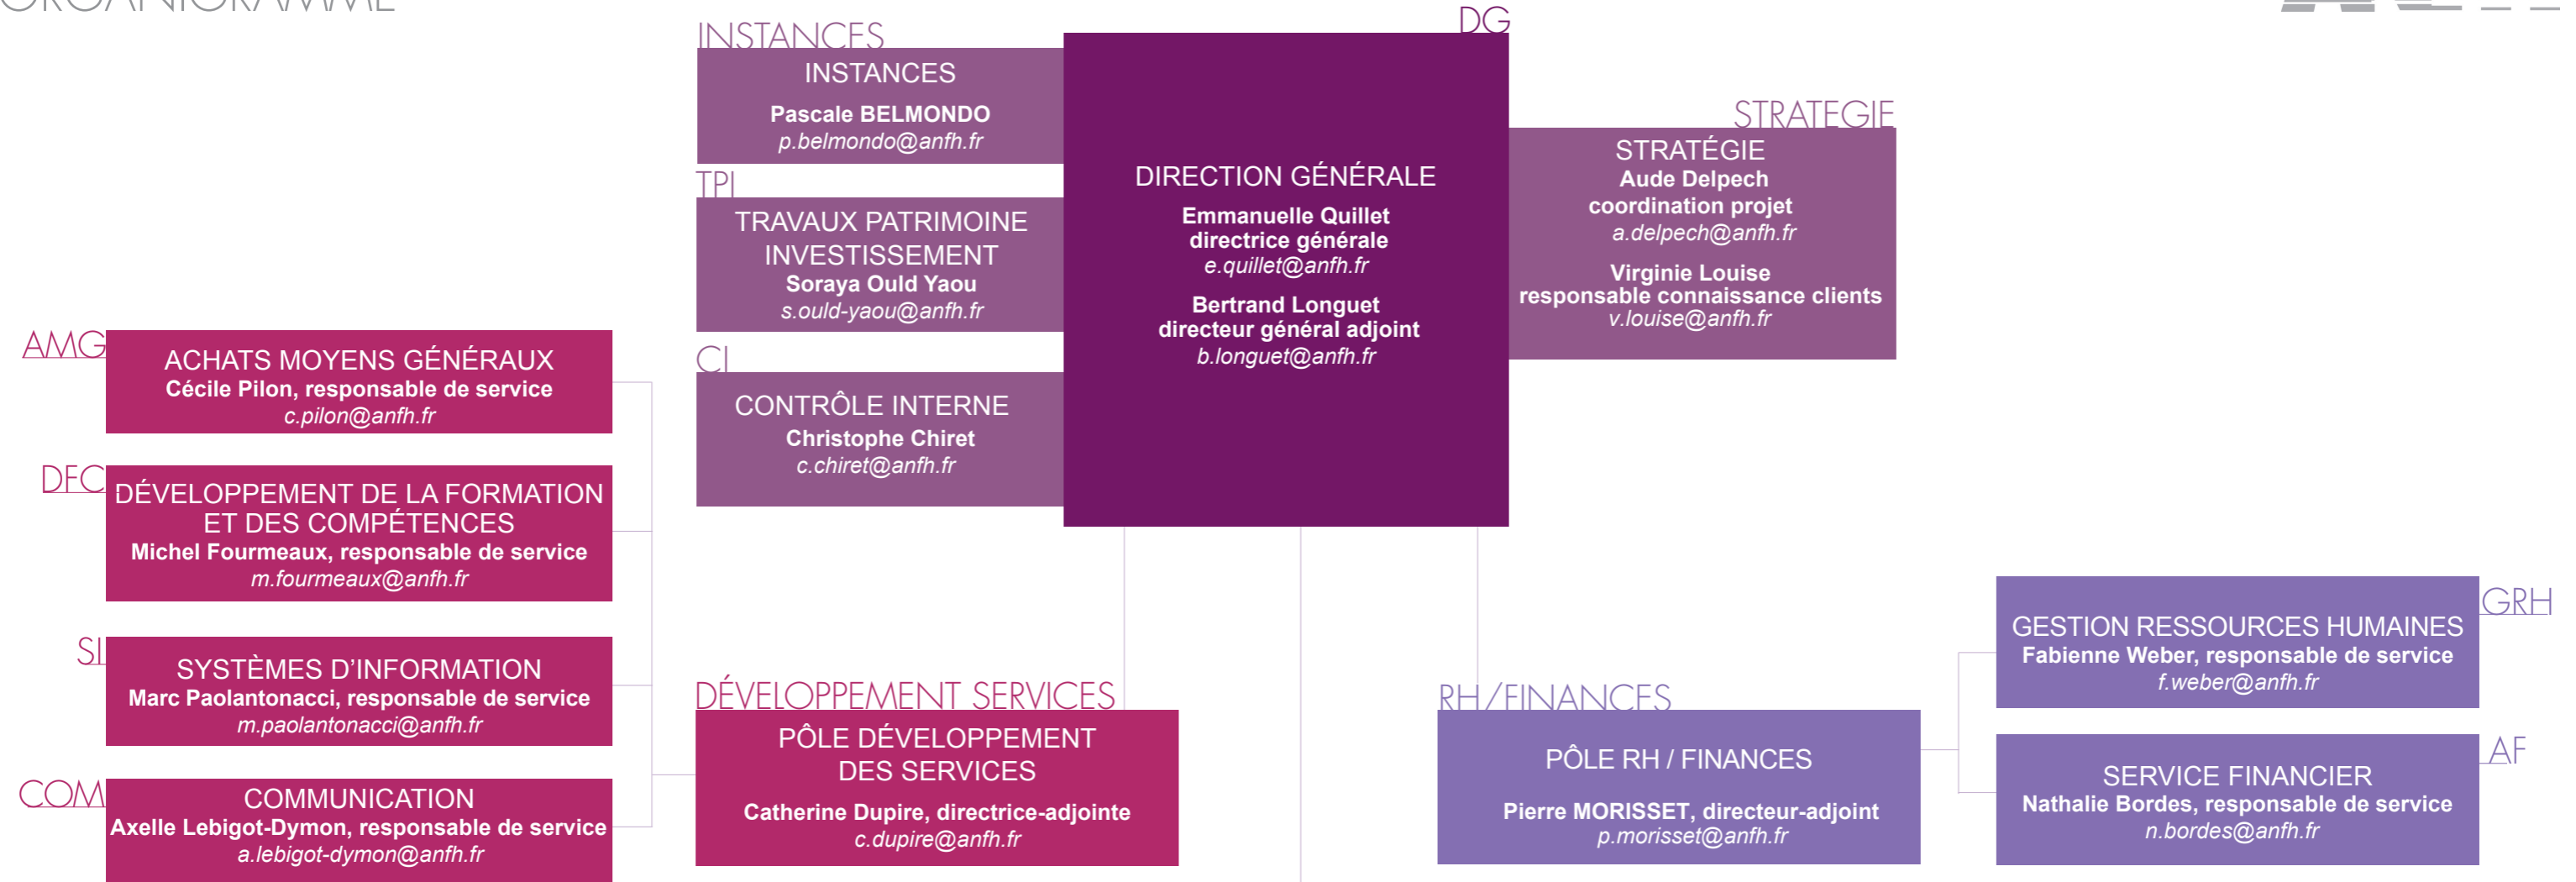 ORGANIGRAMME
DG
INSTANCES
INSTANCES
Pascale BELMONDO
p.belmondo@anfh.fr
TPI
TRAVAUX PATRIMOINE
INVESTISSEMENT
Soraya Ould Yaou
s.ould-yaou@anfh.fr
CI
CONTRÔLE INTERNE
Christophe Chiret
c.chiret@anfh.fr
DIRECTION GÉNÉRALE
Emmanuelle Quillet
directrice générale
e.quillet@anfh.fr
Bertrand Longuet
directeur général adjoint
b.longuet@anfh.fr
STRATEGIE
STRATÉGIE
Aude Delpech
coordination projet
a.delpech@anfh.fr
Virginie Louise
responsable connaissance clients
v.louise@anfh.fr
AMG
ACHATS MOYENS GÉNÉRAUX
Cécile Pilon, responsable de service
c.pilon@anfh.fr
DFC
DÉVELOPPEMENT DE LA FORMATION
ET DES COMPÉTENCES
Michel Fourmeaux, responsable de service
m.fourmeaux@anfh.fr
SI
SYSTÈMES D’INFORMATION
Marc Paolantonacci, responsable de service
m.paolantonacci@anfh.fr
COM
COMMUNICATION
Axelle Lebigot-Dymon, responsable de service
a.lebigot-dymon@anfh.fr
DÉVELOPPEMENT SERVICES
PÔLE DÉVELOPPEMENT
DES SERVICES
Catherine Dupire, directrice-adjointe
c.dupire@anfh.fr
RH/FINANCES
PÔLE RH / FINANCES
Pierre MORISSET, directeur-adjoint
p.morisset@anfh.fr
GRH
GESTION RESSOURCES HUMAINES
Fabienne Weber, responsable de service
f.weber@anfh.fr
AF
SERVICE FINANCIER
Nathalie Bordes, responsable de service
n.bordes@anfh.fr